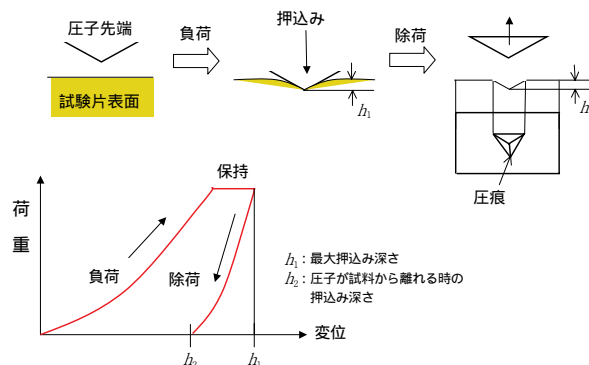 圧子先端
負荷
押込み
除荷
試験片表面
h₁
h
圧痕
保持
荷重
負荷
除荷
h₁：最大押込み深さ
h₂：圧子が試料から離れる時の
押込み深さ
変位
h₂
h₁